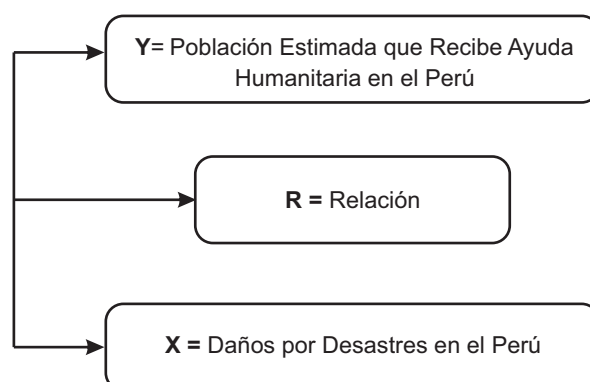 Y= Población Estimada que Recibe Ayuda
Humanitaria en el Perú
R = Relación
X = Daños por Desastres en el Perú